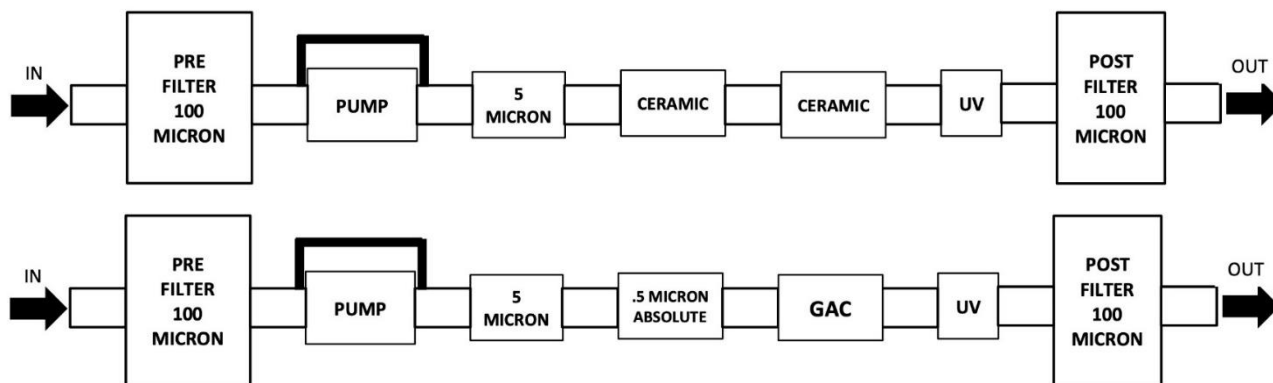 IN
PRE
FILTER
100
MICRON
PUMP
5
MICRON
CERAMIC
CERAMIC
UV
POST
FILTER
100
MICRON
OUT
IN
PRE
FILTER
100
MICRON
PUMP
5
MICRON
.5 MICRON
ABSOLUTE
GAC
UV
POST
FILTER
100
MICRON
OUT